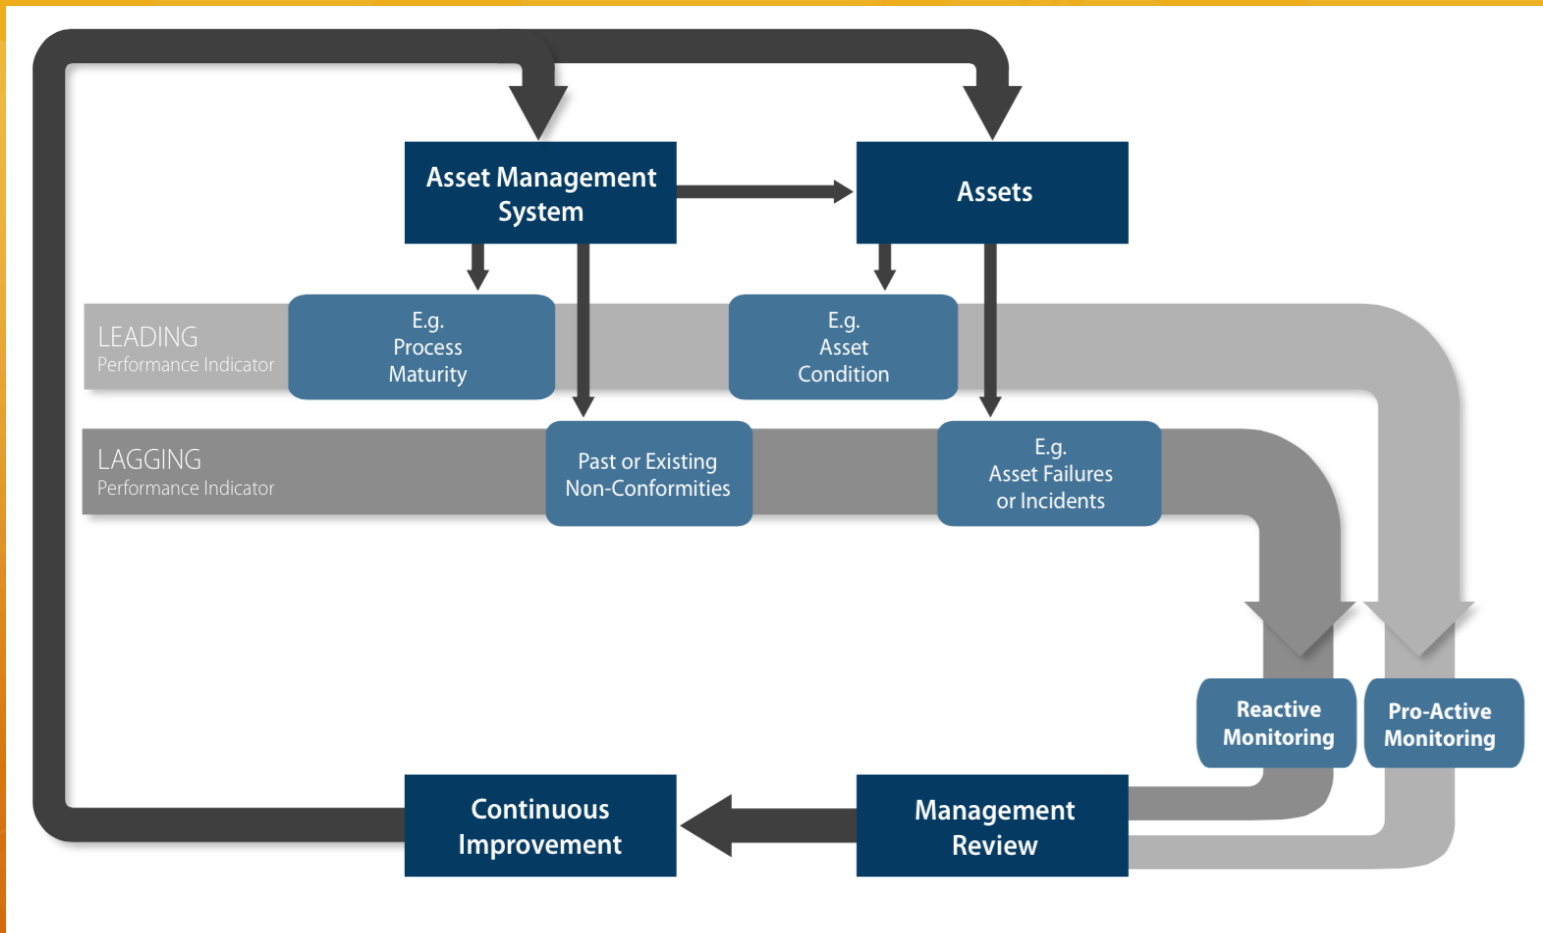 Asset Management
System
Assets
LEADING
Performance Indicator
E.g.
Process
Maturity
E.g.
Asset
Condition
LAGGING
Performance Indicator
Past or Existing
Non-Conformities
E.g.
Asset Failures
or Incidents
Reactive
Monitoring
Pro-Active
Monitoring
Continuous
Improvement
Management
Review